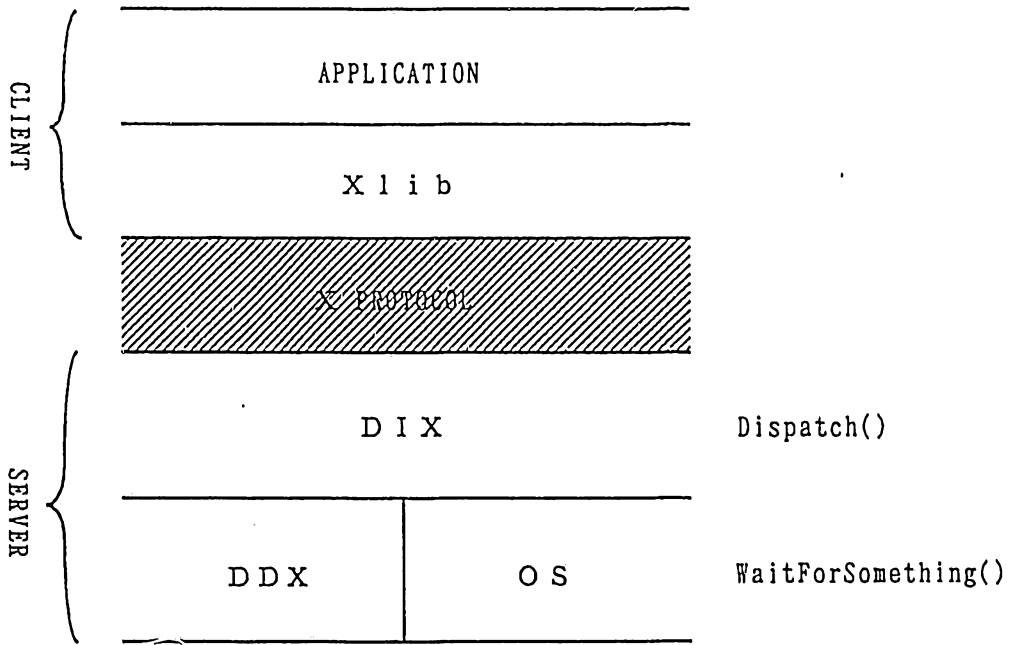 CLIENT
APPLICATION
Xlib
X PROTOCOL
SERVER
DIX
Dispatch()
DDX
OS
WaitForSomething()